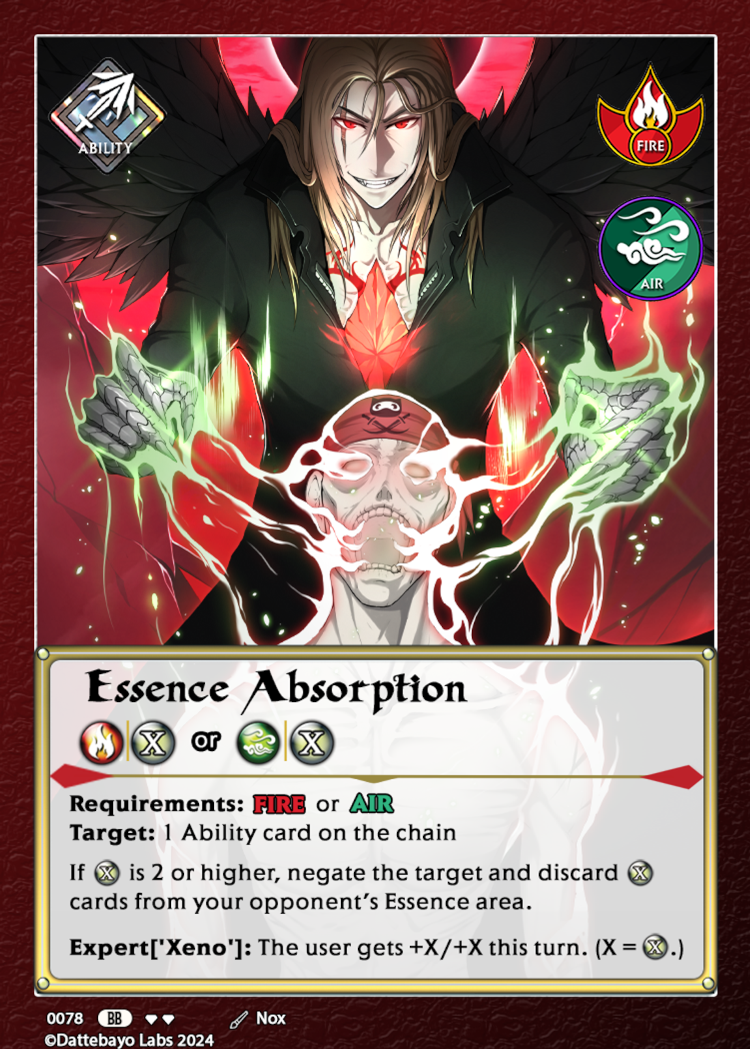 ABILITY
FIRE
AIR
Essence Absorption
X or X
Requirements: FIRE or AIR
Target: 1 Ability card on the chain
If X is 2 or higher, negate the target and discard X
cards from your opponent's Essence area.
Expert['Xeno']: The user gets +X/+X this turn. (X = X.)
0078 BB Nox
©Dattebayo Labs 2024